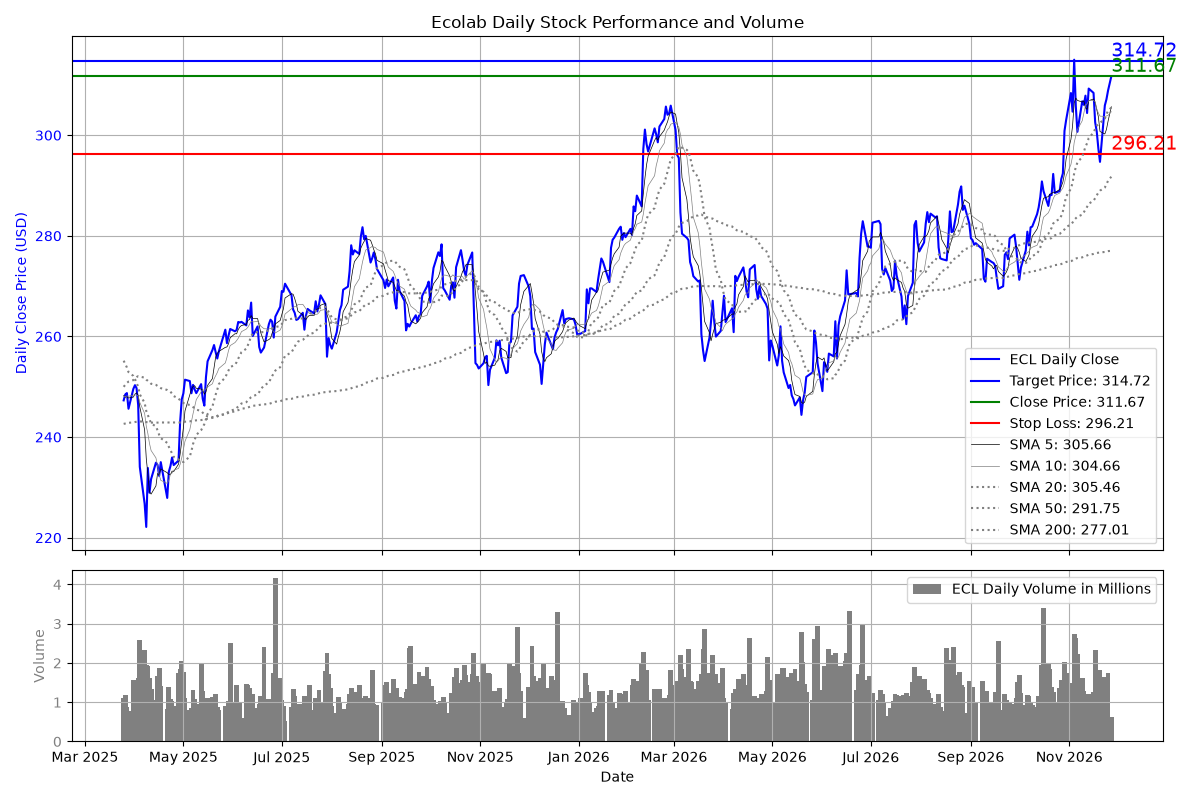 Ecolab Daily Stock Performance and Volume
314.72
311.67
296.21
Daily Close Price (USD)
300
280
260
240
220
ECL Daily Close
Target Price: 314.72
Close Price: 311.67
Stop Loss: 296.21
SMA 5: 305.66
SMA 10: 304.66
SMA 20: 305.46
SMA 50: 291.75
SMA 200: 277.01
Volume
4
3
2
1
0
ECL Daily Volume in Millions
Mar 2025 May 2025 Jul 2025 Sep 2025 Nov 2025 Jan 2026 Mar 2026 May 2026 Jul 2026 Sep 2026 Nov 2026
Date